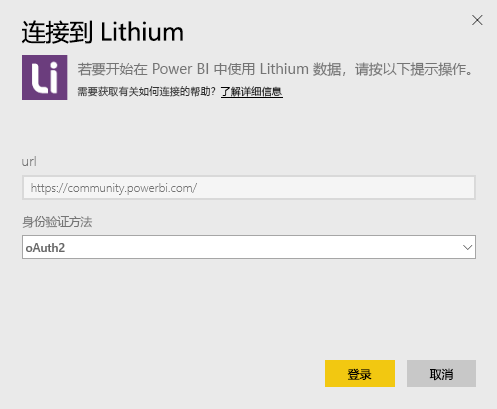 连接到 Lithium
Li
若要开始在 Power BI 中使用 Lithium 数据，请按以下提示操作。
需要获取有关如何连接的帮助？了解详细信息
url
https://community.powerbi.com/
身份验证方法
oAuth2
登录
取消